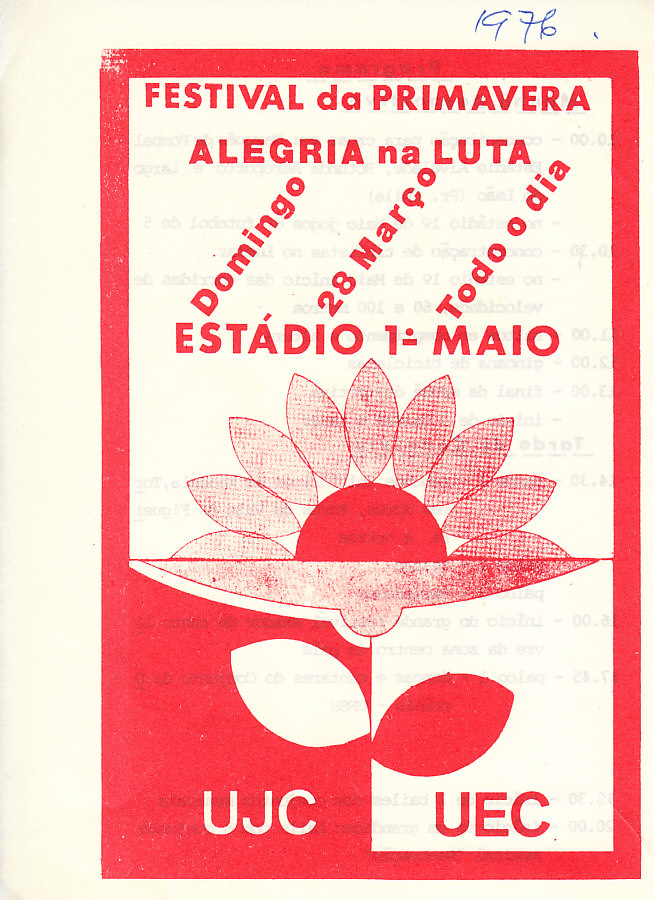 1976.
FESTIVAL da PRIMAVERA
ALEGRIA na LUTA
Domingo
28 Março
Todo o dia
ESTÁDIO 1º MAIO
UJC UEC